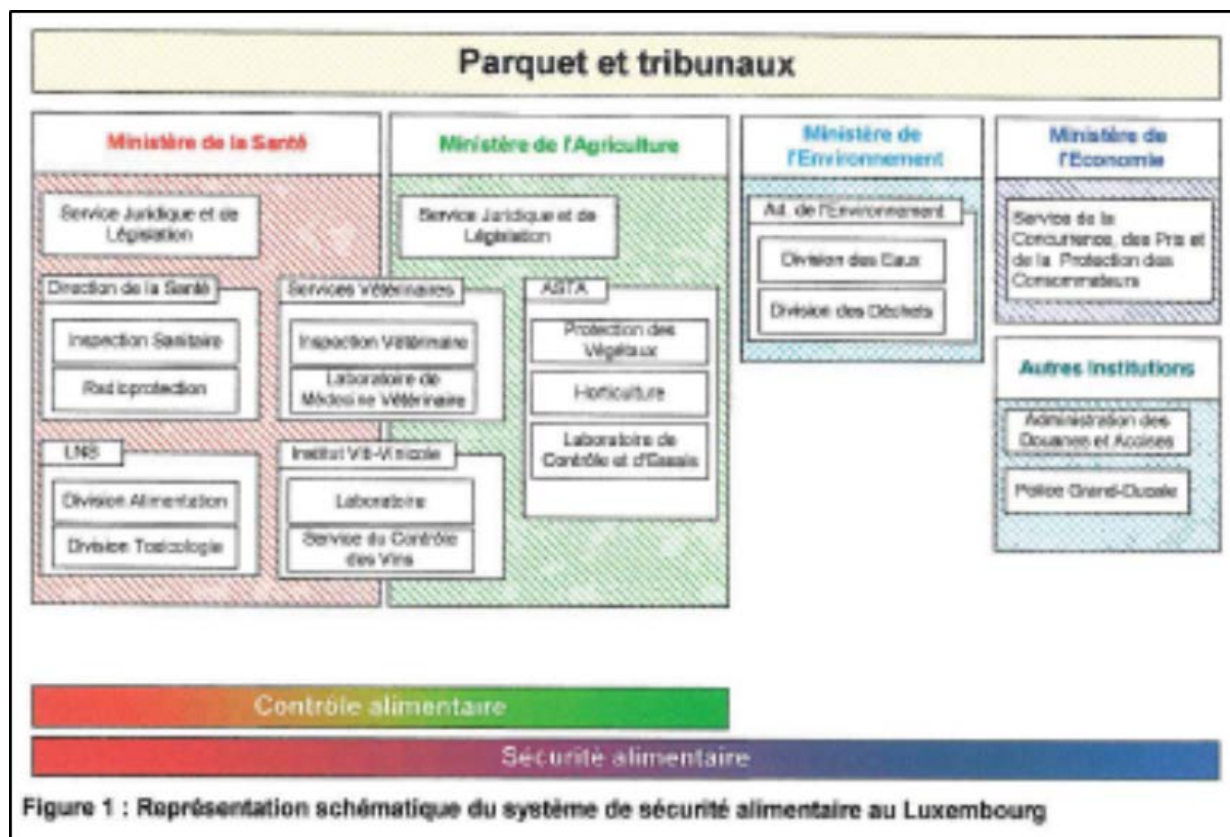 Parquet et tribunaux
Ministère de la Santé
Service Juridique et de
Législation
Direction de la Santé
Inspection Sanitaire
Radioprotection
LNS
Division Alimentation
Division Toxicologie
Services Vétérinaires
Inspection Vétérinaire
Laboratoire de
Médecine Vétérinaire
Institut Viti-Vinicole
Laboratoire
Service du Contrôle
des Vins
Ministère de l'Agriculture
Service Juridique et de
Législation
ASTA
Protection des
Végétaux
Horticulture
Laboratoire de
Contrôle et d'Essais
Ministère de
l'Environnement
Ad. de l'Environnement
Division des Eaux
Division des Déchets
Ministère de
l'Economie
Service de la
Concurrence, des Prix et
de la Protection des
Consommateurs
Autres Institutions
Administration des
Douanes et Accises
Police Grand-Ducale
Contrôle alimentaire
Sécurité alimentaire
Figure 1 : Représentation schématique du système de sécurité alimentaire au Luxembourg